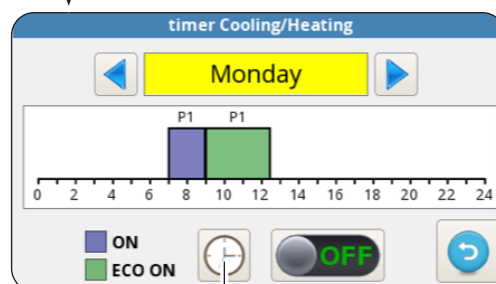 timer Cooling/Heating
Monday
P1 P1
0 2 4 6 8 10 12 14 16 18 20 22 24
ON
ECO ON
OFF